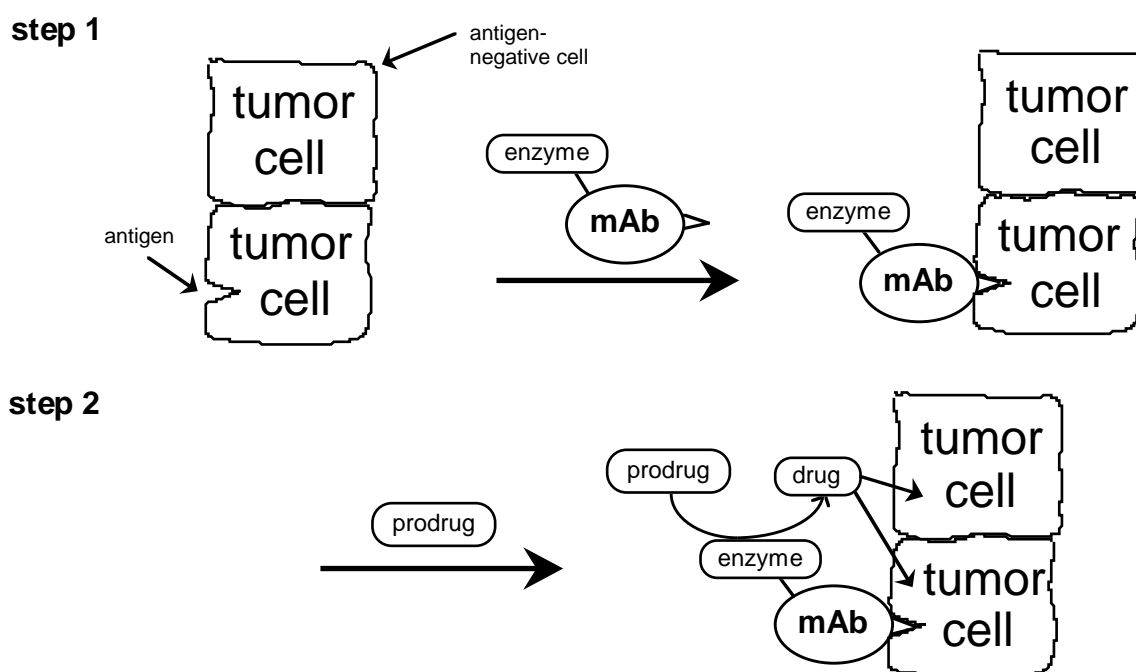 step 1
antigen-
negative cell
tumor
cell
antigen
tumor
cell
enzyme
mAb
tumor
cell
enzyme
mAb
tumor
cell
step 2
prodrug
prodrug
drug
tumor
cell
enzyme
mAb
tumor
cell